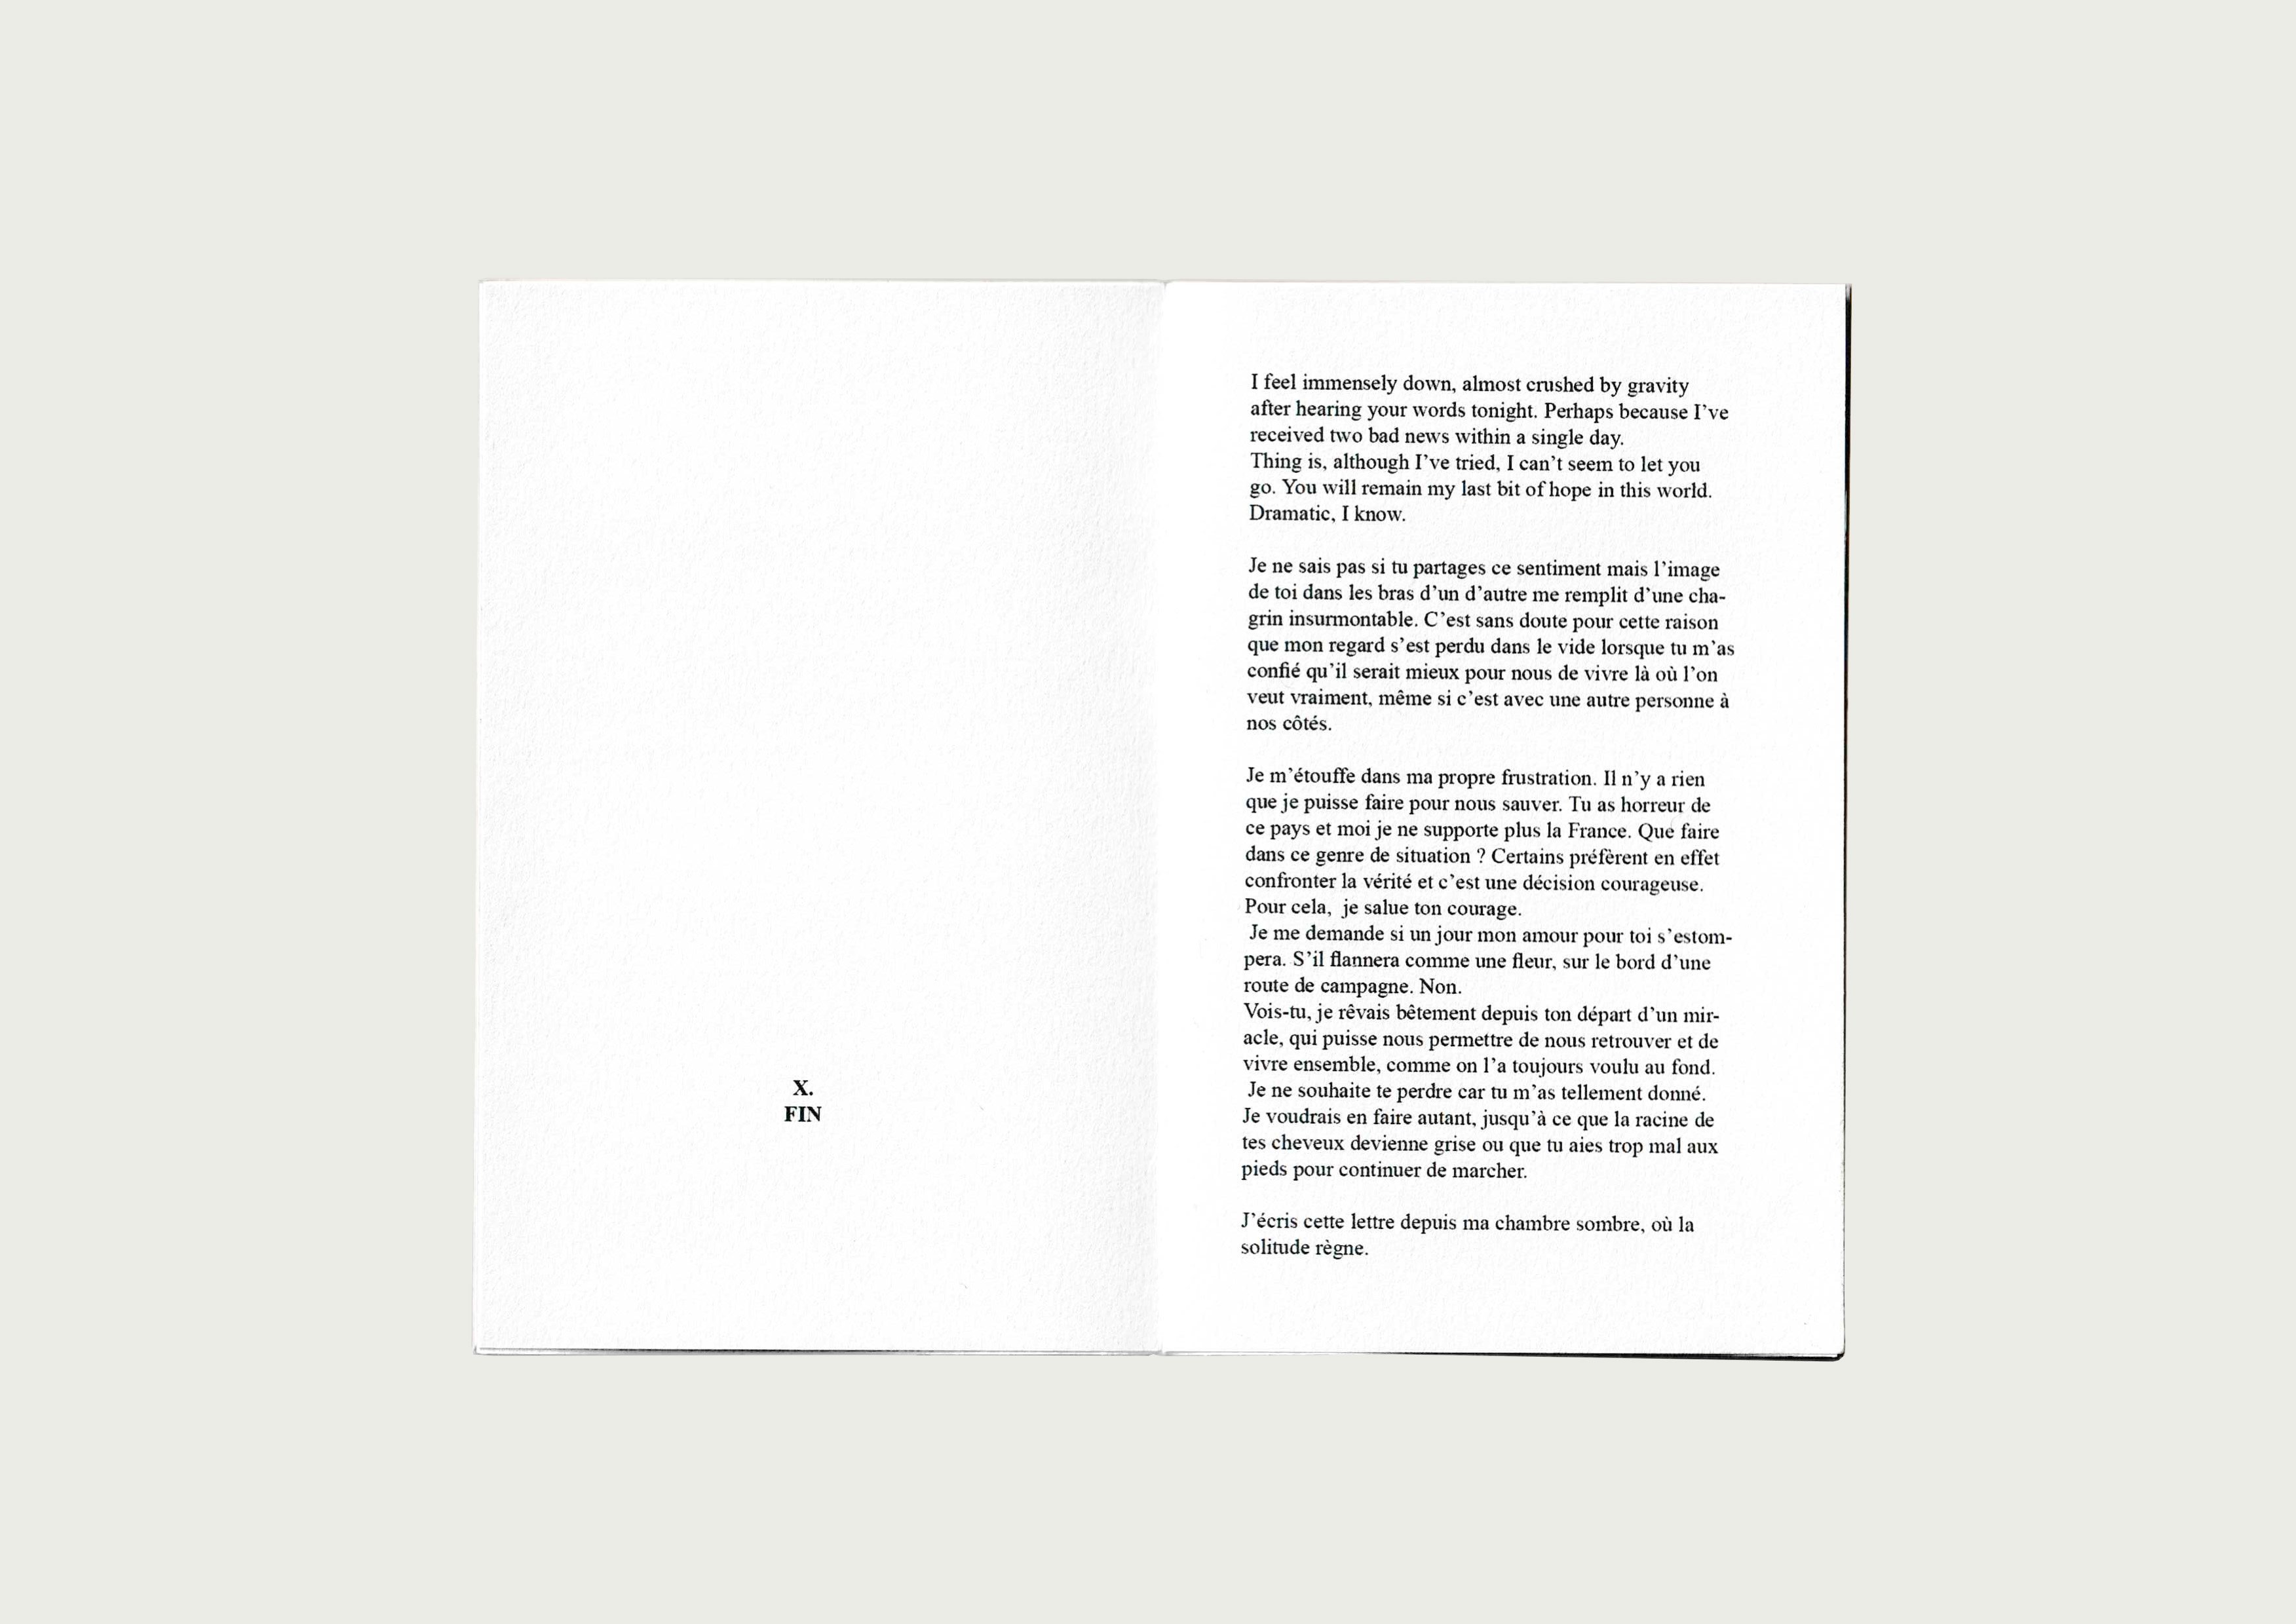 X.
FIN
I feel immensely down, almost crushed by gravity
after hearing your words tonight. Perhaps because I’ve
received two bad news within a single day.
Thing is, although I’ve tried, I can’t seem to let you
go. You will remain my last bit of hope in this world.
Dramatic, I know.
Je ne sais pas si tu partages ce sentiment mais l’image
de toi dans les bras d’un d’autre me remplit d’une cha-
grin insurmontable. C’est sans doute pour cette raison
que mon regard s’est perdu dans le vide lorsque tu m’as
confié qu’il serait mieux pour nous de vivre là où l’on
veut vraiment, même si c’est avec une autre personne à
nos côtés.
Je m’étouffe dans ma propre frustration. Il n’y a rien
que je puisse faire pour nous sauver. Tu as horreur de
ce pays et moi je ne supporte plus la France. Que faire
dans ce genre de situation ? Certains préfèrent en effet
confronter la vérité et c’est une décision courageuse.
Pour cela,  je salue ton courage.
Je me demande si un jour mon amour pour toi s’estom-
pera. S’il flannera comme une fleur, sur le bord d’une
route de campagne. Non.
Vois-tu, je rêvais bêtement depuis ton départ d’un mir-
acle, qui puisse nous permettre de nous retrouver et de
vivre ensemble, comme on l’a toujours voulu au fond.
Je ne souhaite te perdre car tu m’as tellement donné.
Je voudrais en faire autant, jusqu’à ce que la racine de
tes cheveux devienne grise ou que tu aies trop mal aux
pieds pour continuer de marcher.
J’écris cette lettre depuis ma chambre sombre, où la
solitude règne.